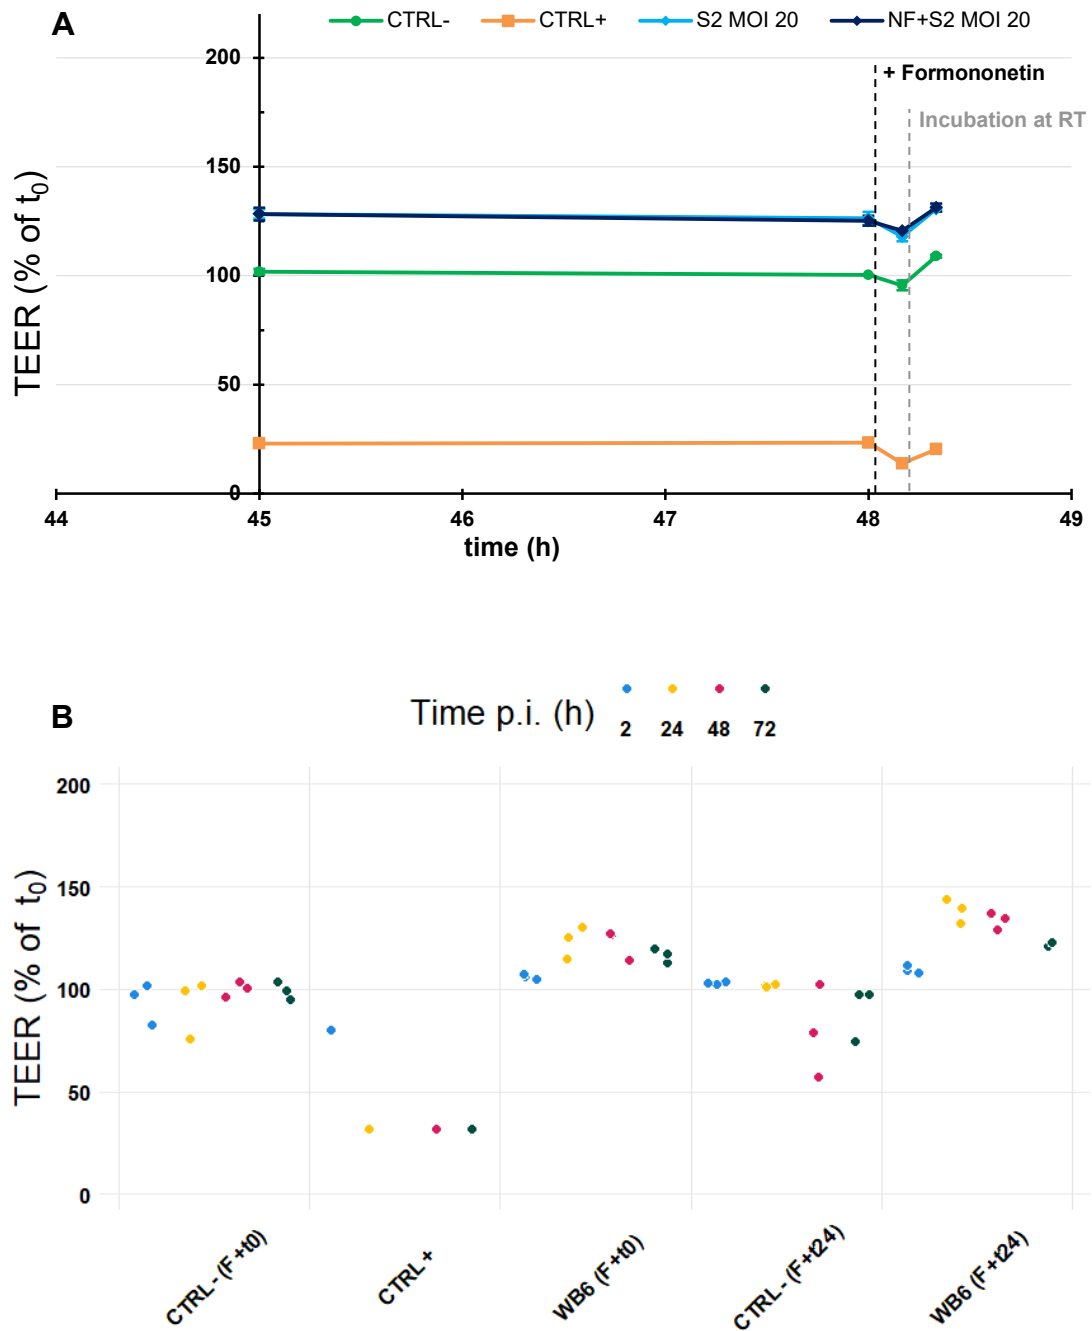 A
CTRL- CTRL+ S2 MOI 20 NF+S2 MOI 20
200
+ Formononetin
Incubation at RT
150
100
50
0
TEER (% of t0)
44 45 46 47 48 49
time (h)
B
Time p.i. (h)
2 24 48 72
200
150
100
50
0
TEER (% of t0)
CTRL- (F+t0) CTRL+ WB6 (F+t0) CTRL- (F+t24) WB6 (F+t24)